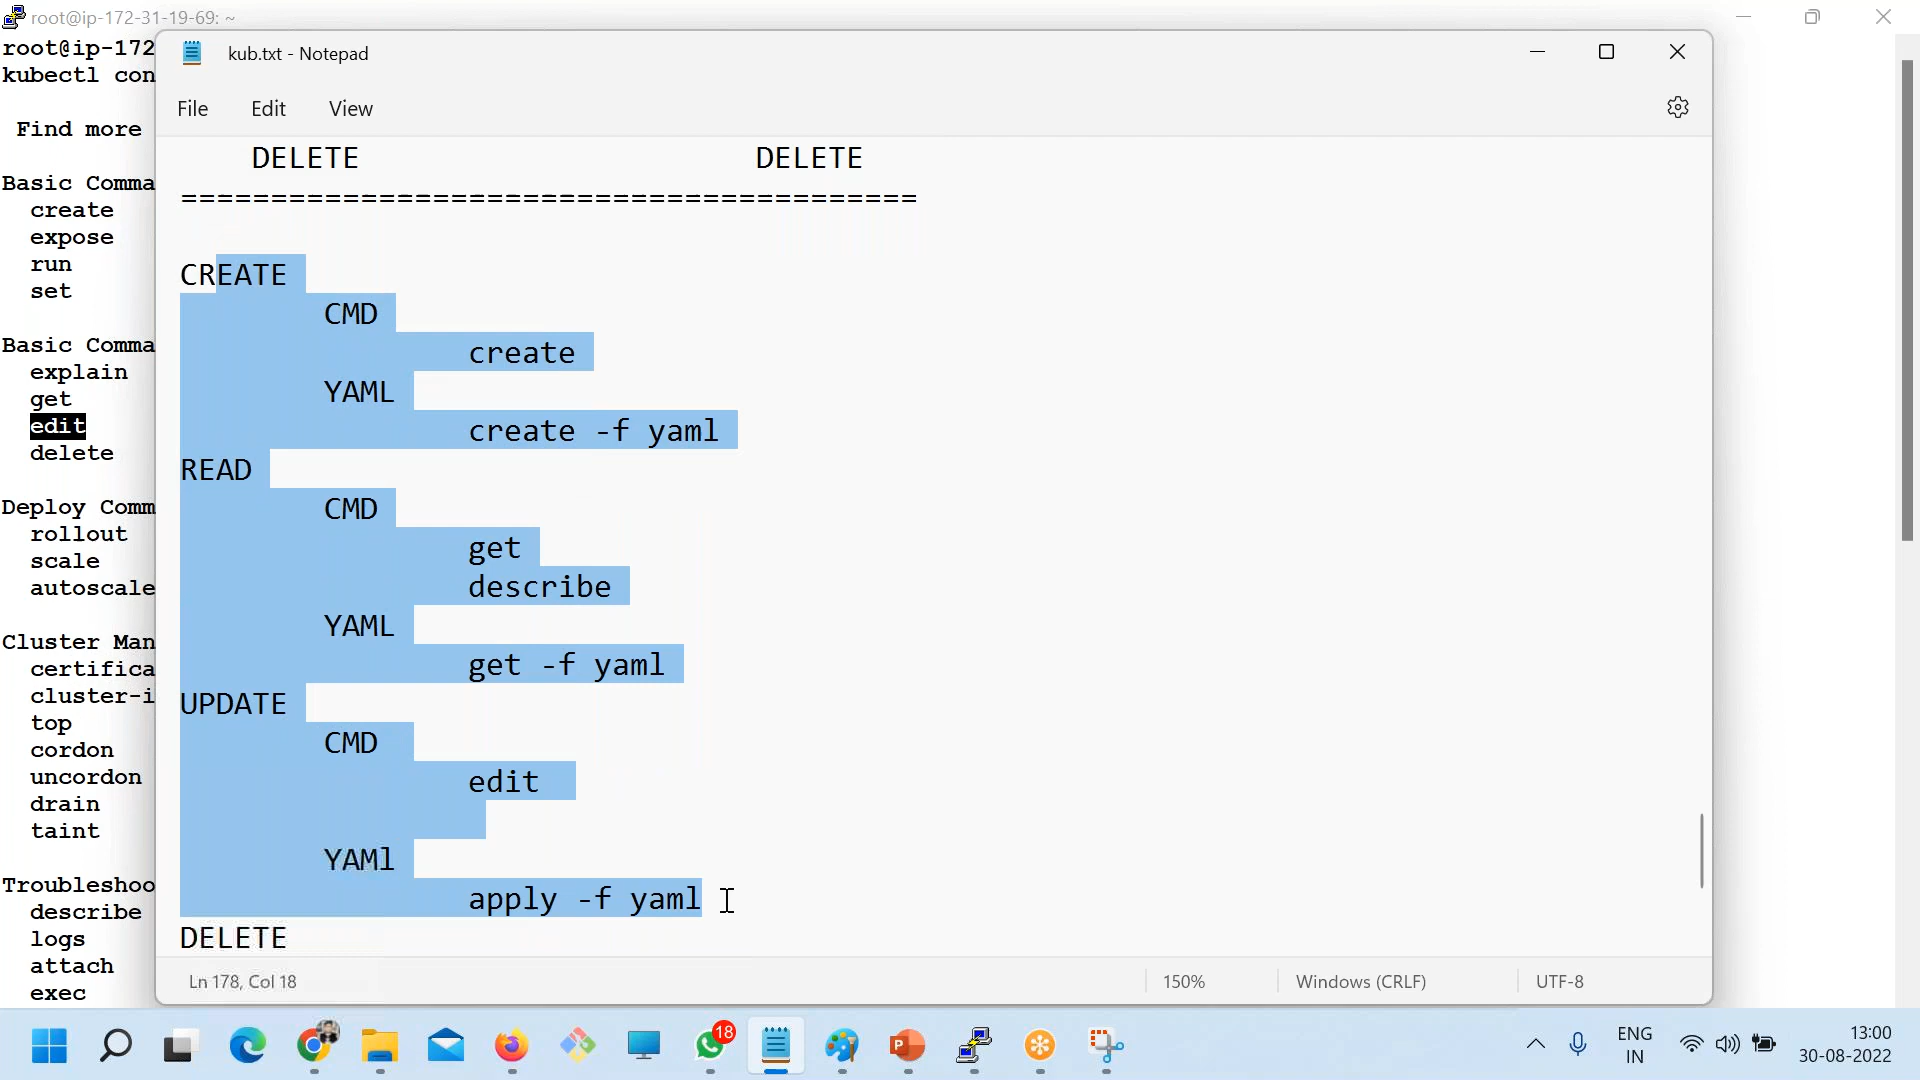 root@ip-172-31-19-69: ~
root@ip-172
kubectl con
Find more
Basic Comma
create
expose
run
set
Basic Comma
explain
get
edit
delete
Deploy Comm
rollout
scale
autoscale
Cluster Man
certifica
cluster-i
top
cordon
uncordon
drain
taint
Troubleshoo
describe
logs
attach
exec
kub.txt - Notepad
File Edit View
DELETE DELETE
=========================================
CREATE
CMD
create
YAML
create -f yaml
READ
CMD
get
describe
YAML
get -f yaml
UPDATE
CMD
edit
YAMl
apply -f yaml
DELETE
Ln 178, Col 18 150% Windows (CRLF) UTF-8
18
ENG
IN
13:00
30-08-2022